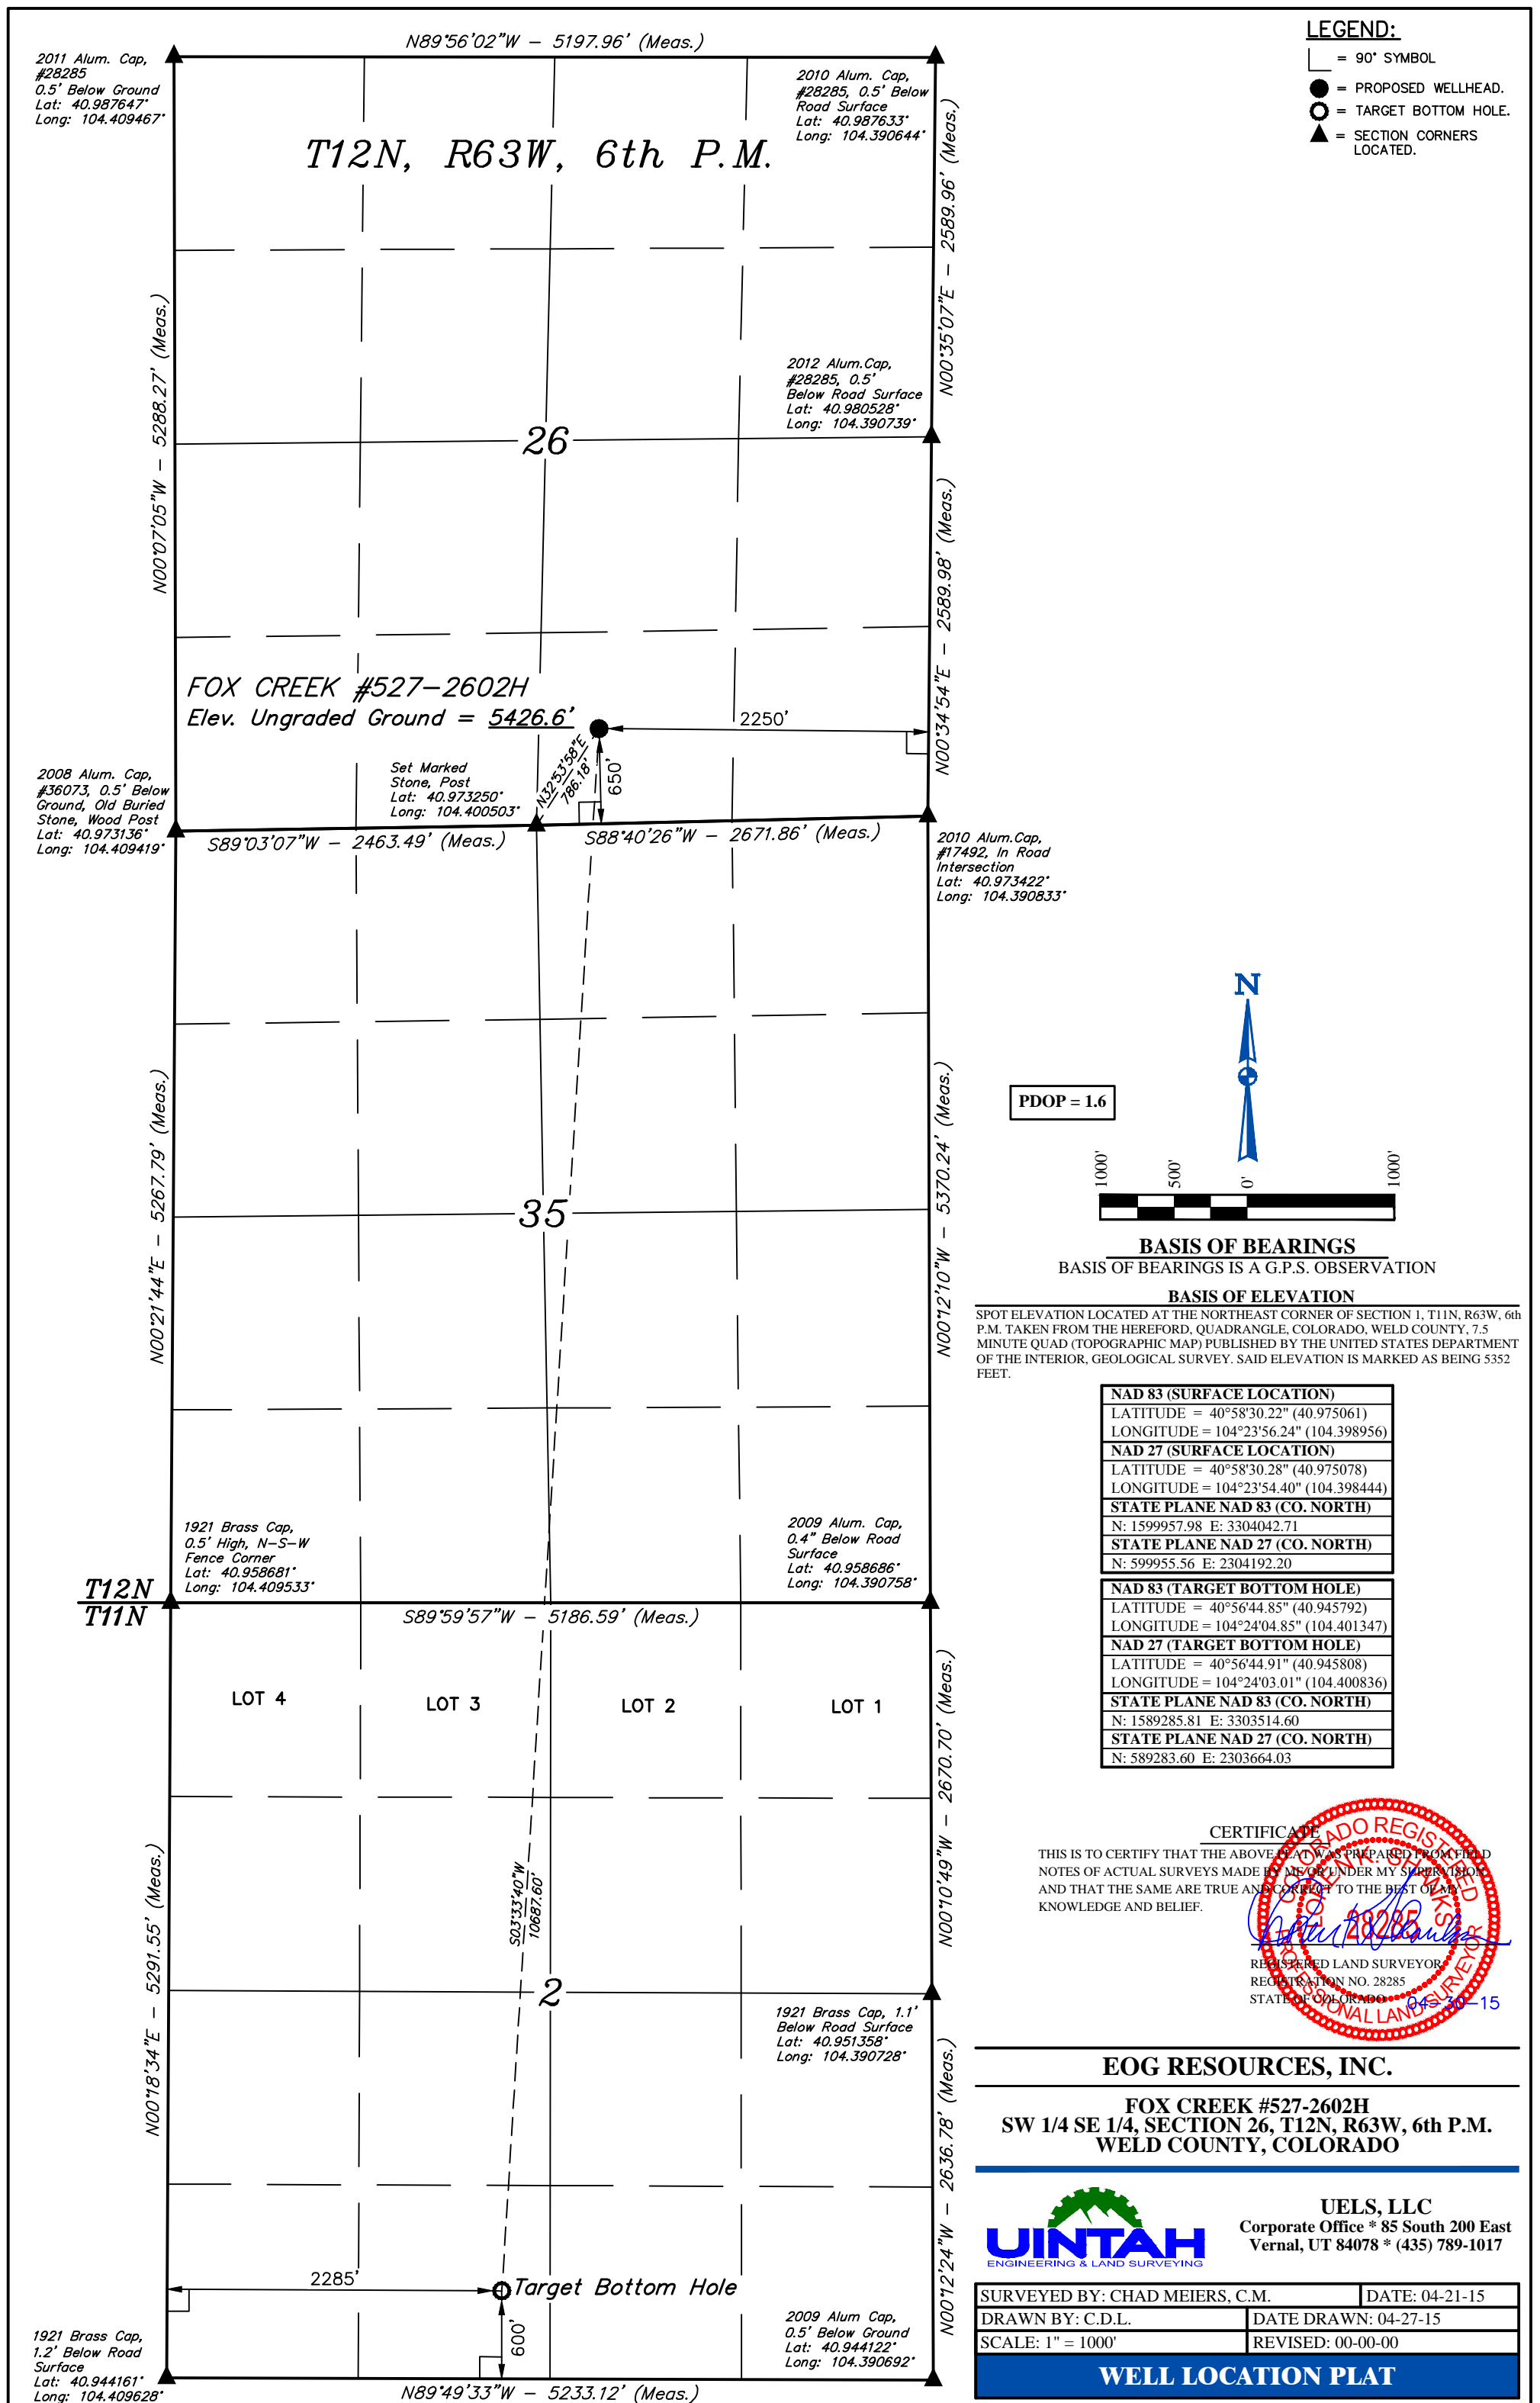 LEGEND:
= 90° SYMBOL
= PROPOSED WELLHEAD.
= TARGET BOTTOM HOLE.
= SECTION CORNERS
LOCATED.
N89°56'02"W - 5197.96' (Meas.)
2011 Alum. Cap,
#28285
0.5' Below Ground
Lat: 40.987647°
Long: 104.409467°
2010 Alum. Cap,
#28285, 0.5' Below
Road Surface
Lat: 40.987633°
Long: 104.390644°
T12N, R63W, 6th P.M.
N00°35'07"E - 2589.96' (Meas.)
N00°07'05"W - 5288.27' (Meas.)
2012 Alum.Cap,
#28285, 0.5'
Below Road Surface
Lat: 40.980528°
Long: 104.390739°
26
N00°34'54"E - 2589.98' (Meas.)
FOX CREEK #527-2602H
Elev. Ungraded Ground = 5426.6'
2250'
650'
N32°53'58"E
786.18'
Set Marked
Stone, Post
Lat: 40.973250°
Long: 104.400503°
2008 Alum. Cap,
#36073, 0.5' Below
Ground, Old Buried
Stone, Wood Post
Lat: 40.973136°
Long: 104.409419°
S89°03'07"W - 2463.49' (Meas.)
S88°40'26"W - 2671.86' (Meas.)
2010 Alum.Cap,
#17492, In Road
Intersection
Lat: 40.973422°
Long: 104.390833°
N00°21'44"E - 5267.79' (Meas.)
35
N00°12'10"W - 5370.24' (Meas.)
1921 Brass Cap,
0.5' High, N-S-W
Fence Corner
Lat: 40.958681°
Long: 104.409533°
2009 Alum. Cap,
0.4" Below Road
Surface
Lat: 40.958686°
Long: 104.390758°
T12N
T11N
S89°59'57"W - 5186.59' (Meas.)
LOT 4
LOT 3
LOT 2
LOT 1
N00°10'49"W - 2670.70' (Meas.)
S03°33'40"W
10687.60'
N00°18'34"E - 5291.55' (Meas.)
2
1921 Brass Cap, 1.1'
Below Road Surface
Lat: 40.951358°
Long: 104.390728°
N00°12'24"W - 2636.78' (Meas.)
2285'
Target Bottom Hole
600'
1921 Brass Cap,
1.2' Below Road
Surface
Lat: 40.944161°
Long: 104.409628°
2009 Alum Cap,
0.5' Below Ground
Lat: 40.944122°
Long: 104.390692°
N89°49'33"W - 5233.12' (Meas.)
N
PDOP = 1.6
1000'
500'
0'
1000'
BASIS OF BEARINGS
BASIS OF BEARINGS IS A G.P.S. OBSERVATION
BASIS OF ELEVATION
SPOT ELEVATION LOCATED AT THE NORTHEAST CORNER OF SECTION 1, T11N, R63W, 6th
P.M. TAKEN FROM THE HEREFORD, QUADRANGLE, COLORADO, WELD COUNTY, 7.5
MINUTE QUAD (TOPOGRAPHIC MAP) PUBLISHED BY THE UNITED STATES DEPARTMENT
OF THE INTERIOR, GEOLOGICAL SURVEY. SAID ELEVATION IS MARKED AS BEING 5352
FEET.
NAD 83 (SURFACE LOCATION)
LATITUDE = 40°58'30.22" (40.975061)
LONGITUDE = 104°23'56.24" (104.398956)
NAD 27 (SURFACE LOCATION)
LATITUDE = 40°58'30.28" (40.975078)
LONGITUDE = 104°23'54.40" (104.398444)
STATE PLANE NAD 83 (CO. NORTH)
N: 1599957.98 E: 3304042.71
STATE PLANE NAD 27 (CO. NORTH)
N: 599955.56 E: 2304192.20
NAD 83 (TARGET BOTTOM HOLE)
LATITUDE = 40°56'44.85" (40.945792)
LONGITUDE = 104°24'04.85" (104.401347)
NAD 27 (TARGET BOTTOM HOLE)
LATITUDE = 40°56'44.91" (40.945808)
LONGITUDE = 104°24'03.01" (104.400836)
STATE PLANE NAD 83 (CO. NORTH)
N: 1589285.81 E: 3303514.60
STATE PLANE NAD 27 (CO. NORTH)
N: 589283.60 E: 2303664.03
CERTIFICATE
THIS IS TO CERTIFY THAT THE ABOVE PLAT WAS PREPARED FROM FIELD
NOTES OF ACTUAL SURVEYS MADE BY ME OR UNDER MY SUPERVISION
AND THAT THE SAME ARE TRUE AND CORRECT TO THE BEST OF MY
KNOWLEDGE AND BELIEF.
COLORADO REGISTERED
LOREN K. SHANKS
28285
PROFESSIONAL LAND SURVEYOR
REGISTERED LAND SURVEYOR
REGISTRATION NO. 28285
STATE OF COLORADO
04-30-15
EOG RESOURCES, INC.
FOX CREEK #527-2602H
SW 1/4 SE 1/4, SECTION 26, T12N, R63W, 6th P.M.
WELD COUNTY, COLORADO
UINTAH
ENGINEERING & LAND SURVEYING
UELS, LLC
Corporate Office * 85 South 200 East
Vernal, UT 84078 * (435) 789-1017
SURVEYED BY: CHAD MEIERS, C.M. DATE: 04-21-15
DRAWN BY: C.D.L. DATE DRAWN: 04-27-15
SCALE: 1" = 1000' REVISED: 00-00-00
WELL LOCATION PLAT